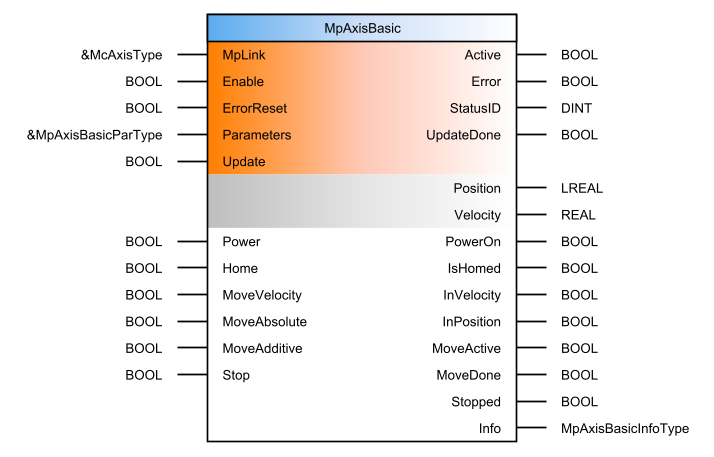 MpAxisBasic
&McAxisType MpLink Active BOOL
BOOL Enable Error BOOL
BOOL ErrorReset StatusID DINT
&MpAxisBasicParType Parameters UpdateDone BOOL
BOOL Update
Position LREAL
Velocity REAL
BOOL Power PowerOn BOOL
BOOL Home IsHomed BOOL
BOOL MoveVelocity InVelocity BOOL
BOOL MoveAbsolute InPosition BOOL
BOOL MoveAdditive MoveActive BOOL
BOOL Stop MoveDone BOOL
Stopped BOOL
Info MpAxisBasicInfoType